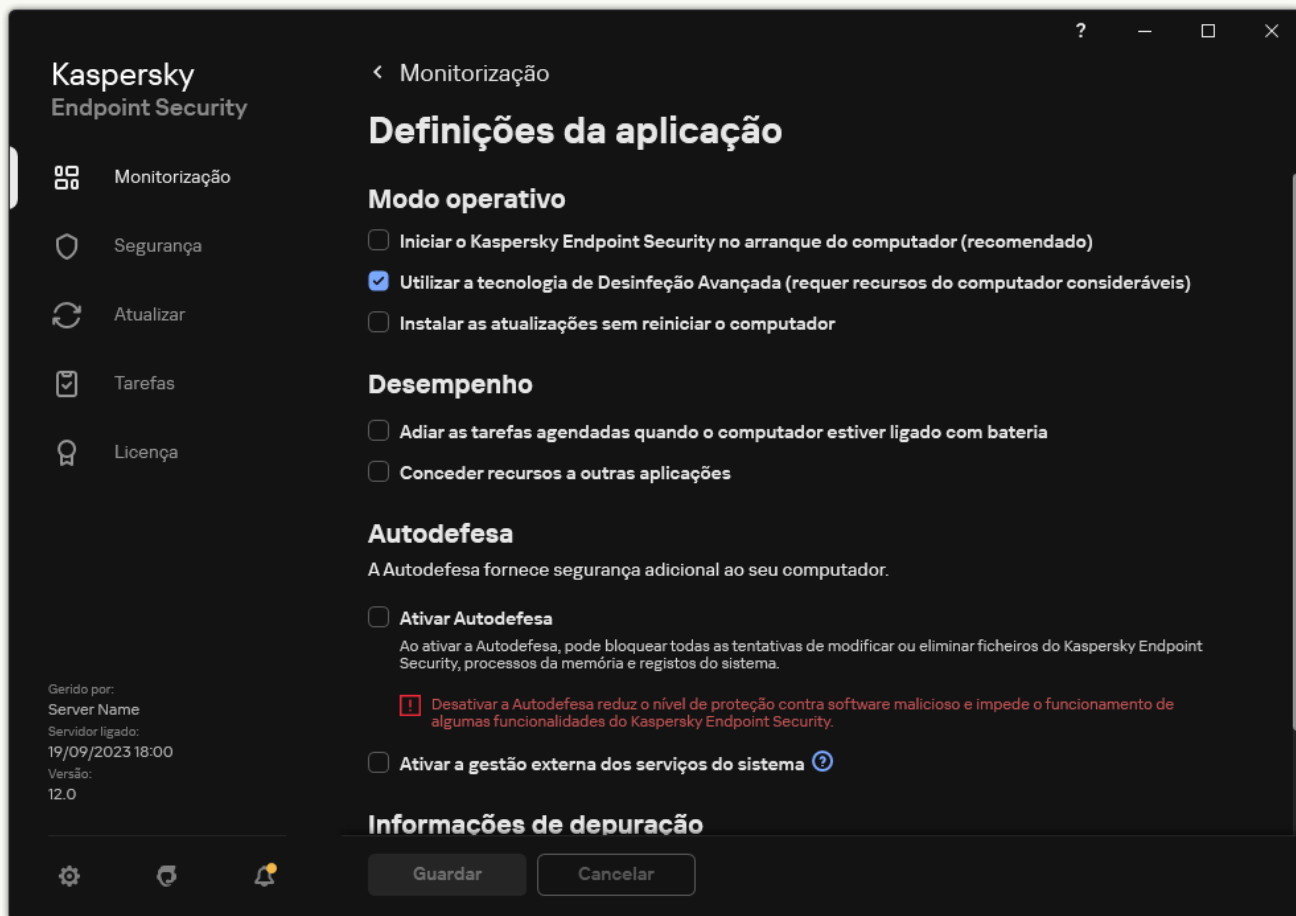 Kaspersky
Endpoint Security
Monitorização
Segurança
Atualizar
Tarefas
Licença
Gerido por:
Server Name
Servidor ligado:
19/09/2023 18:00
Versão:
12.0
?
Monitorização
Definições da aplicação
Modo operativo
Iniciar o Kaspersky Endpoint Security no arranque do computador (recomendado)
Utilizar a tecnologia de Desinfeção Avançada (requer recursos do computador consideráveis)
Instalar as atualizações sem reiniciar o computador
Desempenho
Adiar as tarefas agendadas quando o computador estiver ligado com bateria
Conceder recursos a outras aplicações
Autodefesa
A Autodefesa fornece segurança adicional ao seu computador.
Ativar Autodefesa
Ao ativar a Autodefesa, pode bloquear todas as tentativas de modificar ou eliminar ficheiros do Kaspersky Endpoint
Security, processos da memória e registos do sistema.
Desativar a Autodefesa reduz o nível de proteção contra software malicioso e impede o funcionamento de
algumas funcionalidades do Kaspersky Endpoint Security.
Ativar a gestão externa dos serviços do sistema ?
Informações de depuração
Guardar
Cancelar